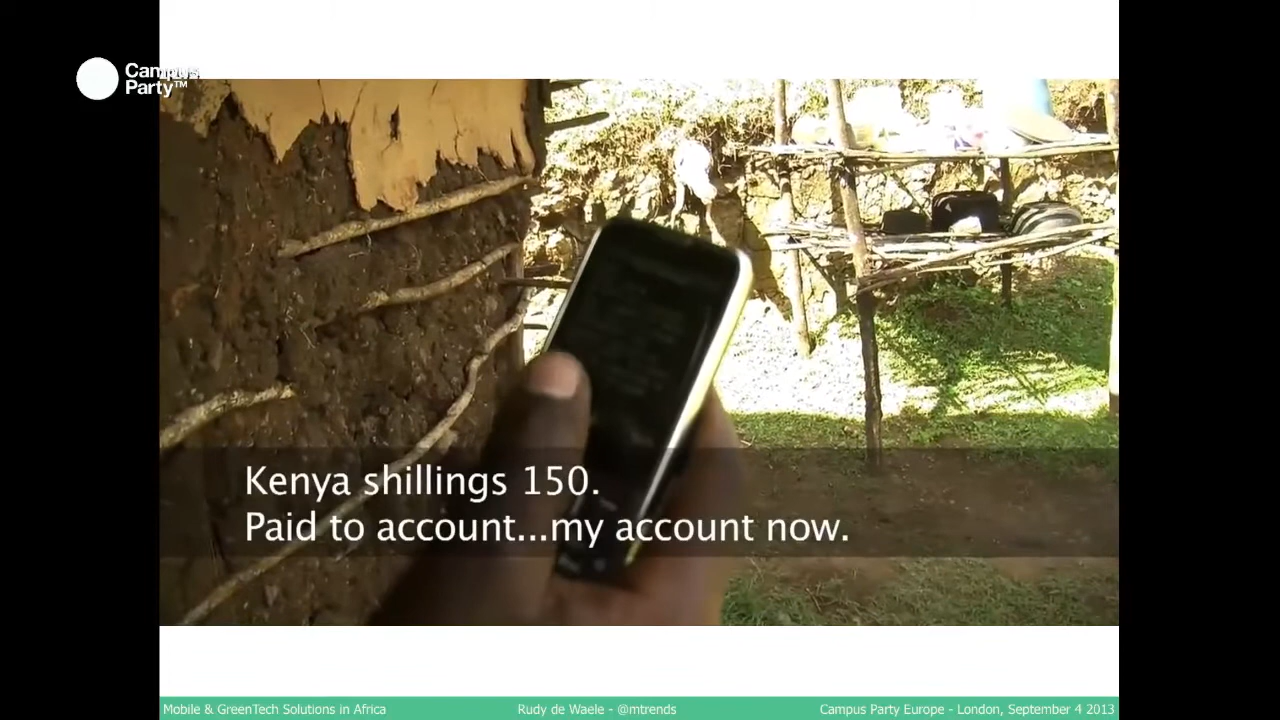 Campus
Party™
Kenya shillings 150.
Paid to account...my account now.
Mobile & GreenTech Solutions in Africa
Rudy de Waele - @mtrends
Campus Party Europe - London, September 4 2013